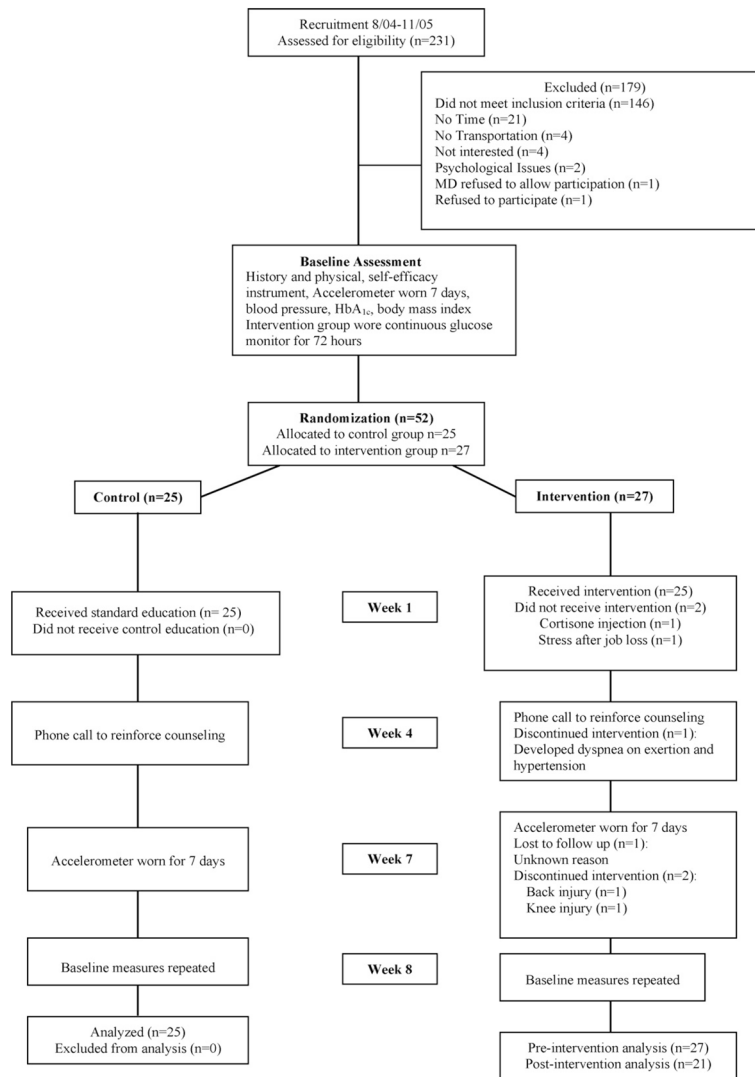 Recruitment 8/04-11/05
Assessed for eligibility (n=231)
Excluded (n=179)
Did not meet inclusion criteria (n=146)
No Time (n=21)
No Transportation (n=4)
Not interested (n=4)
Psychological Issues (n=2)
MD refused to allow participation (n=1)
Refused to participate (n=1)
Baseline Assessment
History and physical, self-efficacy
instrument, Accelerometer worn 7 days,
blood pressure, HbA1c, body mass index
Intervention group wore continuous glucose
monitor for 72 hours
Randomization (n=52)
Allocated to control group n=25
Allocated to intervention group n=27
Control (n=25)
Intervention (n=27)
Received standard education (n= 25)
Did not receive control education (n=0)
Week 1
Received intervention (n=25)
Did not receive intervention (n=2)
Cortisone injection (n=1)
Stress after job loss (n=1)
Phone call to reinforce counseling
Week 4
Phone call to reinforce counseling
Discontinued intervention (n=1):
Developed dyspnea on exertion and
hypertension
Accelerometer worn for 7 days
Week 7
Accelerometer worn for 7 days
Lost to follow up (n=1):
Unknown reason
Discontinued intervention (n=2):
Back injury (n=1)
Knee injury (n=1)
Baseline measures repeated
Week 8
Baseline measures repeated
Analyzed (n=25)
Excluded from analysis (n=0)
Pre-intervention analysis (n=27)
Post-intervention analysis (n=21)